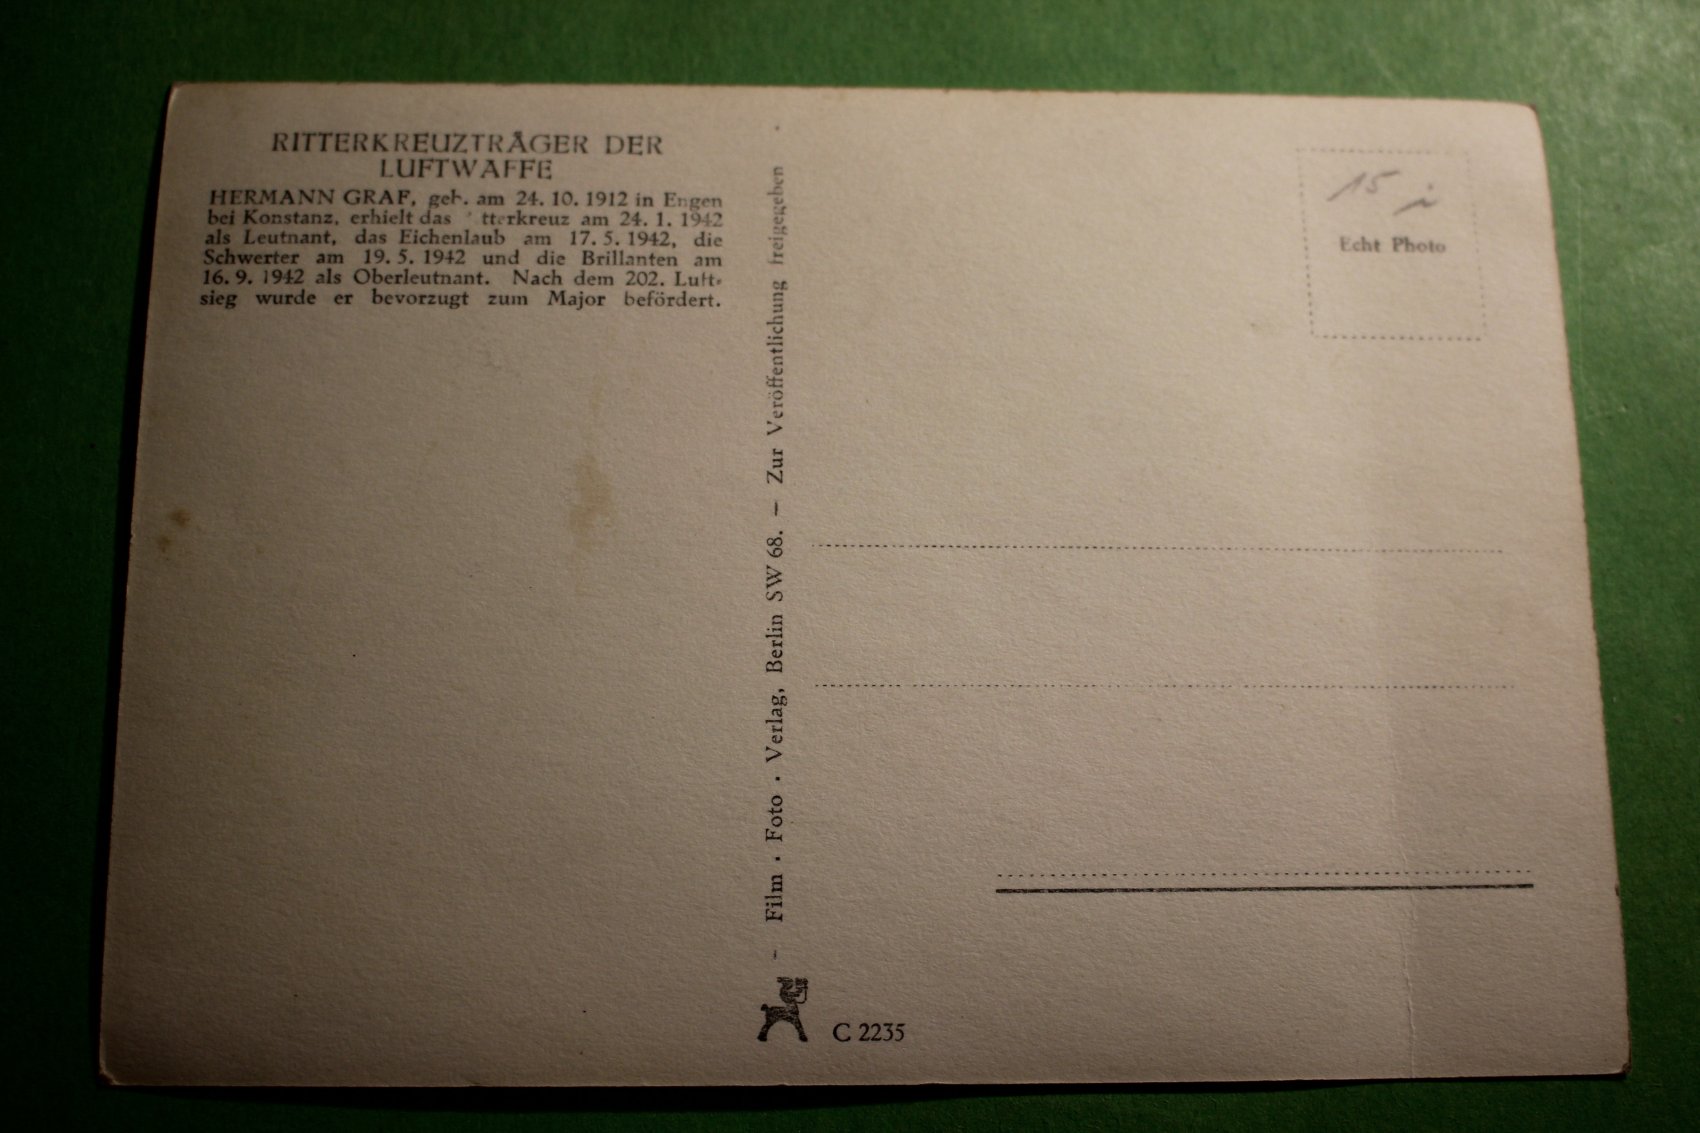 RITTERKREUZTRÄGER DER
LUFTWAFFE
HERMANN GRAF, geb. am 24. 10. 1912 in Engen
bei Konstanz, erhielt das tterkreuz am 24. 1. 1942
als Leutnant, das Eichenlaub am 17. 5. 1942, die
Schwerter am 19. 5. 1942 und die Brillanten am
16. 9. 1942 als Oberleutnant. Nach dem 202. Luft-
sieg wurde er bevorzugt zum Major befördert.
– Film . Foto . Verlag, Berlin SW 68. – Zur Veröffentlichung freigegeben
C 2235
15
Echt Photo